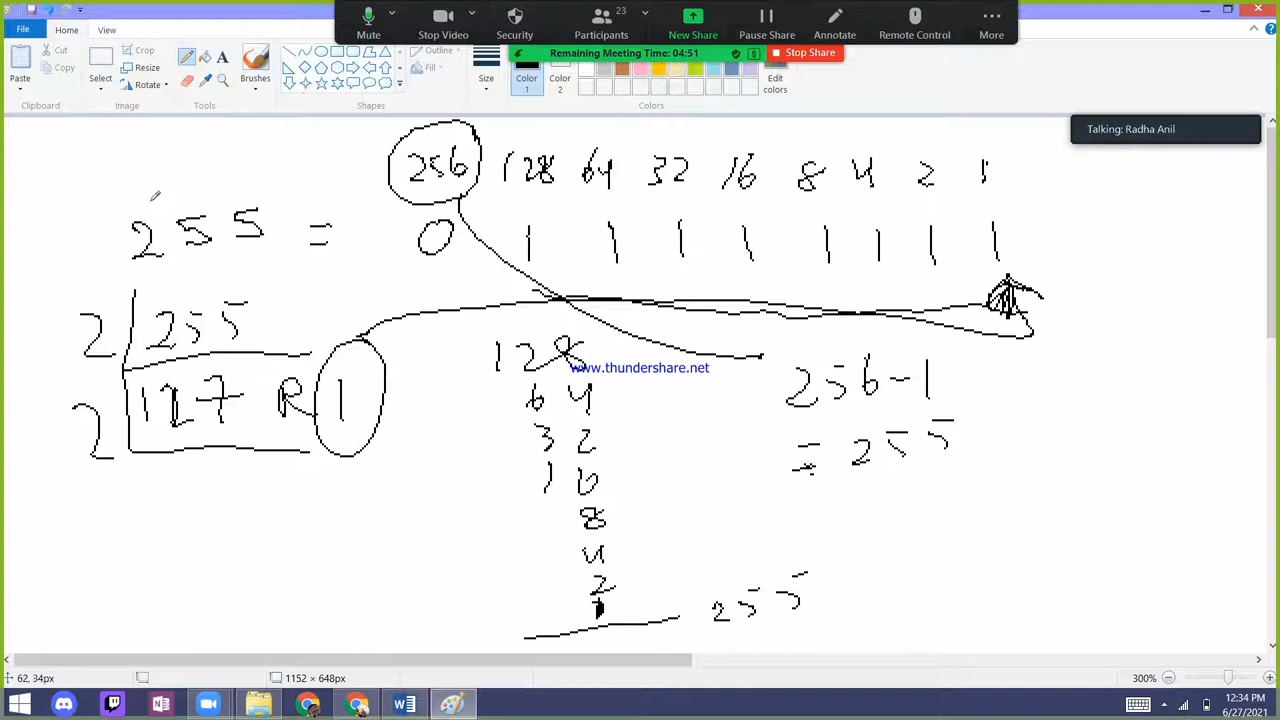 Mute
Stop Video
Security
23
Participants
New Share
Pause Share
Annotate
Remote Control
More
Remaining Meeting Time: 04:51
$
Stop Share
File
Home
View
Paste
Cut
Copy
Clipboard
Select
Crop
Resize
Rotate
Image
A
Tools
Brushes
Outline
Fill
Shapes
Size
Color 1
Color 2
Edit colors
Colors
Talking: Radha Anil
256 128 64 32 16 8 4 2 1
255 = 0 1 1 1 1 1 1 1 1
2 255
2 127 R 1
128
64
32
16
8
4
2
1
255
256-1
= 255
www.thundershare.net
62, 34px
1152 × 648px
300%
12:34 PM
6/27/2021